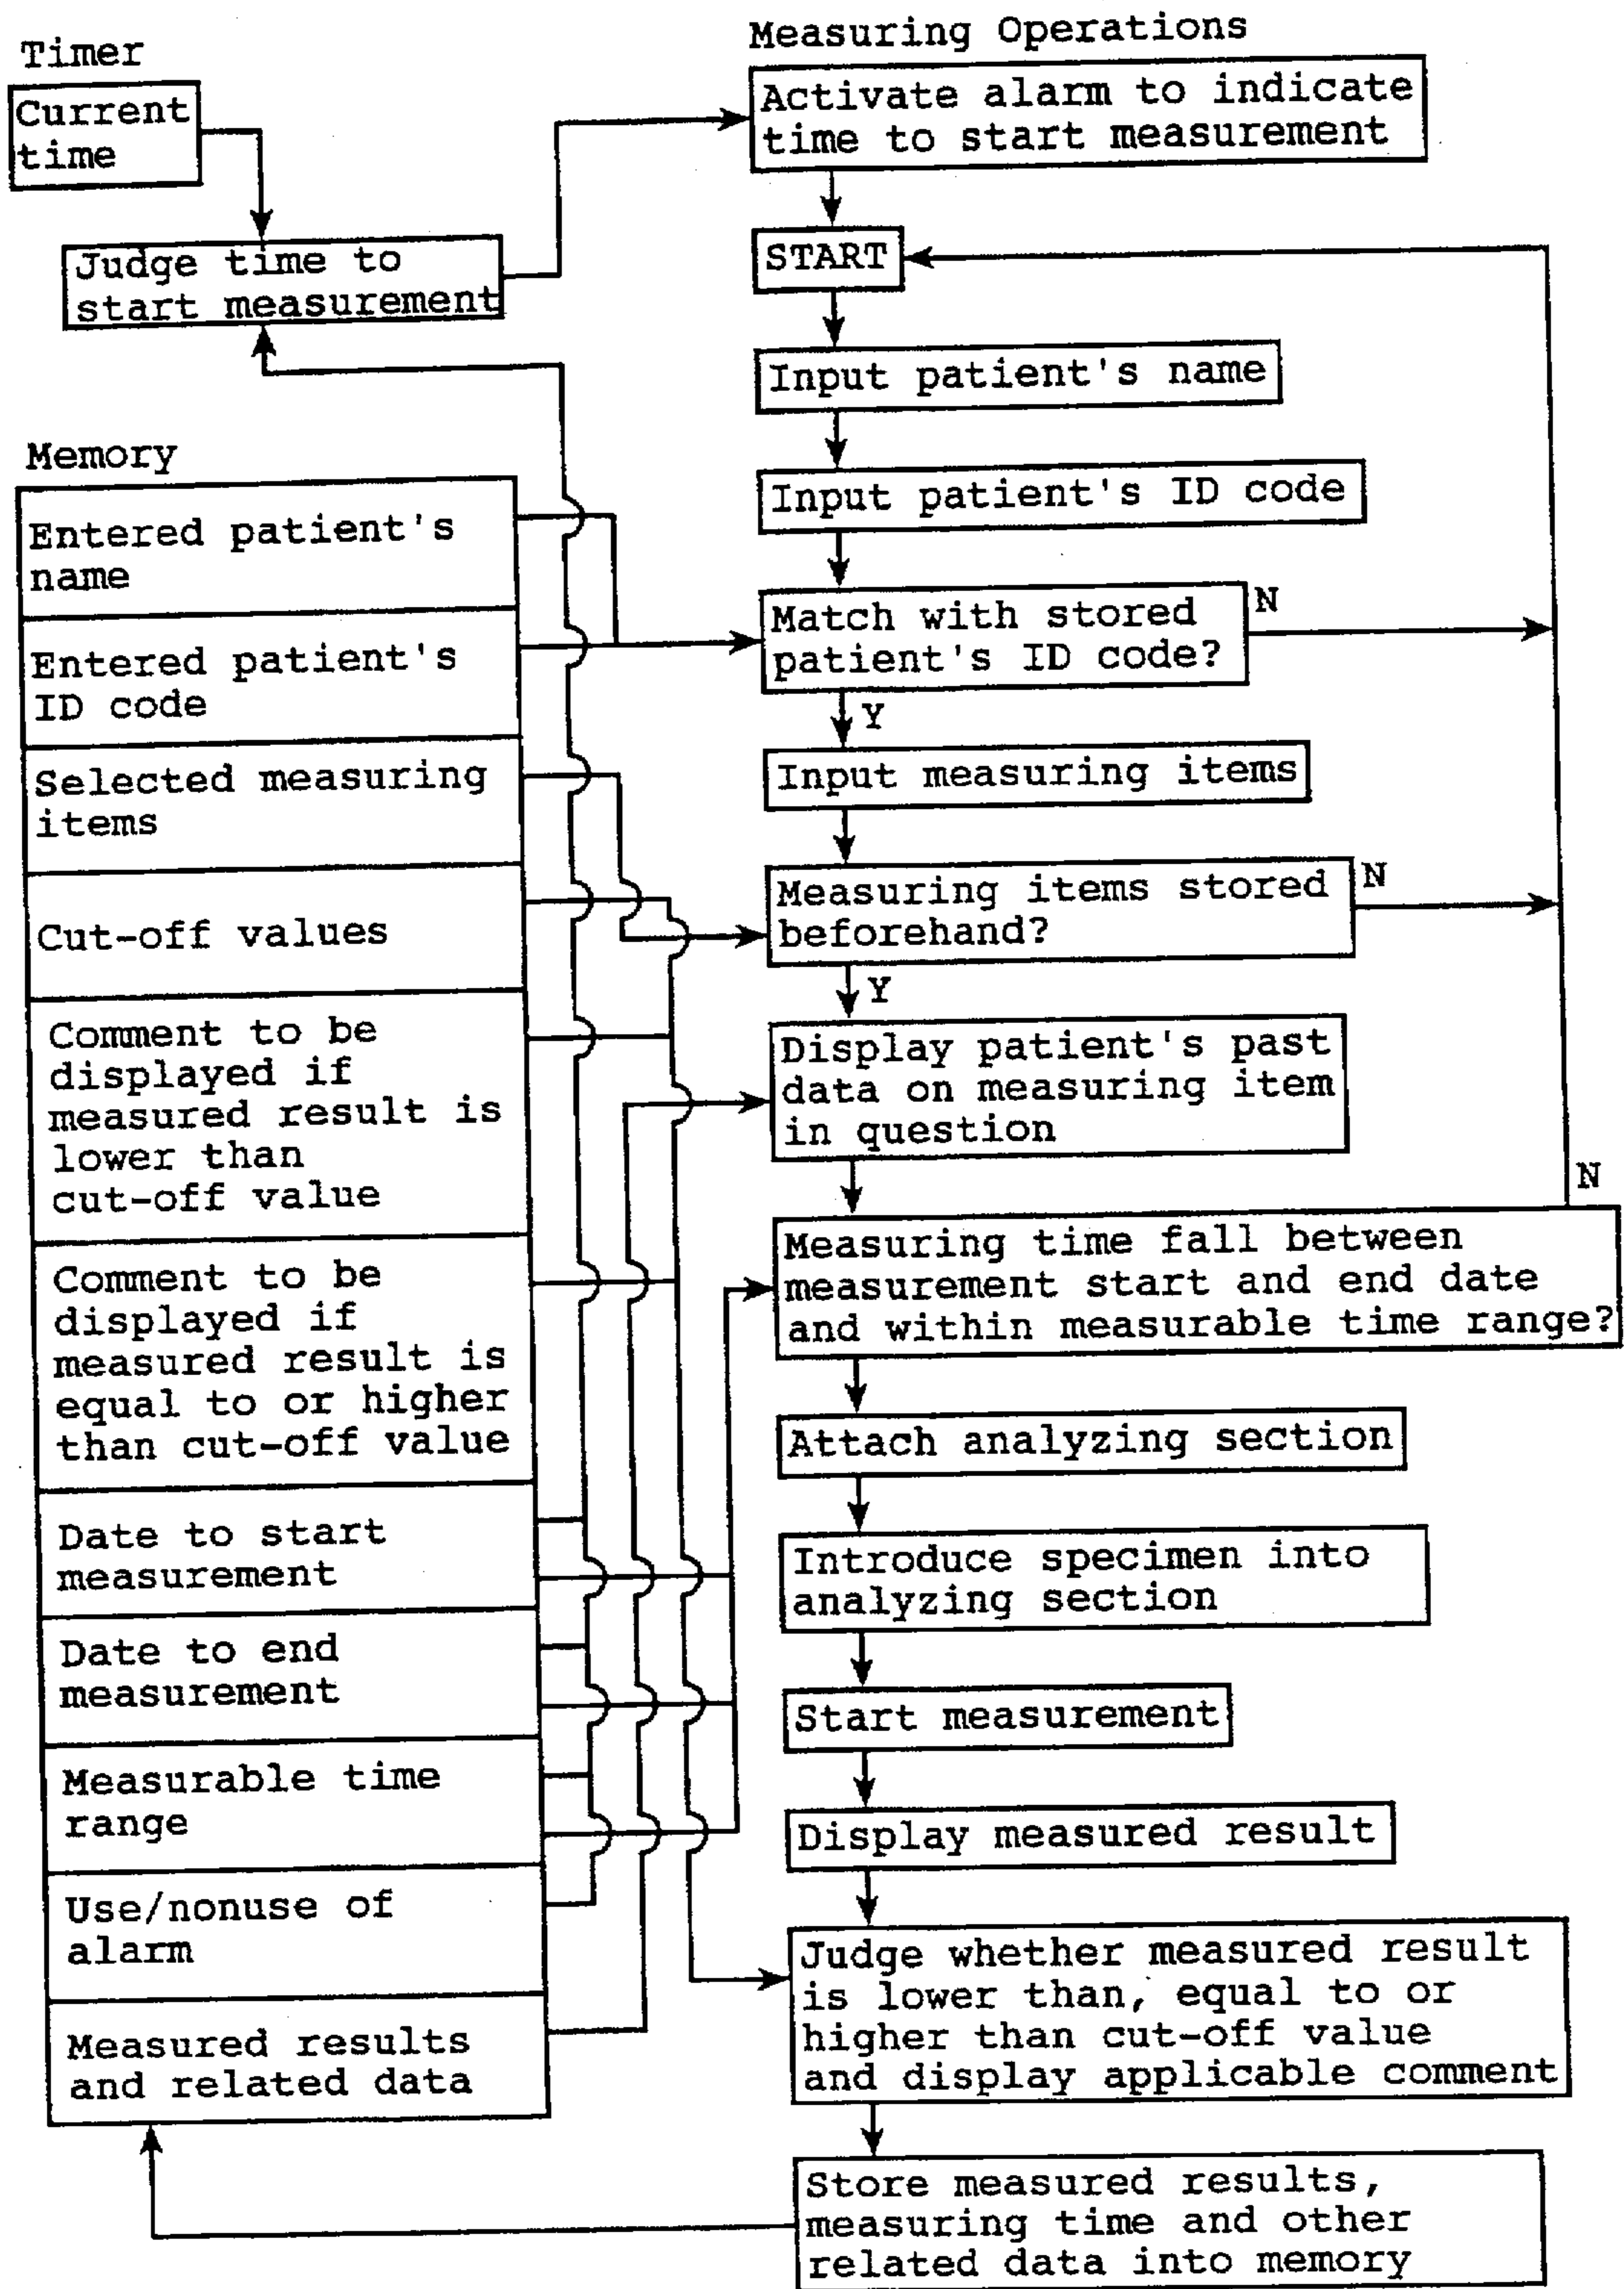 Timer
Current
time
Judge time to
start measurement
Memory
Entered patient's
name
Entered patient's
ID code
Selected measuring
items
Cut-off values
Comment to be
displayed if
measured result is
lower than
cut-off value
Comment to be
displayed if
measured result is
equal to or higher
than cut-off value
Date to start
measurement
Date to end
measurement
Measurable time
range
Use/nonuse of
alarm
Measured results
and related data
Measuring Operations
Activate alarm to indicate
time to start measurement
START
Input patient's name
Input patient's ID code
Match with stored
patient's ID code?
N
Y
Input measuring items
Measuring items stored
beforehand?
N
Y
Display patient's past
data on measuring item
in question
N
Measuring time fall between
measurement start and end date
and within measurable time range?
Attach analyzing section
Introduce specimen into
analyzing section
Start measurement
Display measured result
Judge whether measured result
is lower than, equal to or
higher than cut-off value
and display applicable comment
Store measured results,
measuring time and other
related data into memory